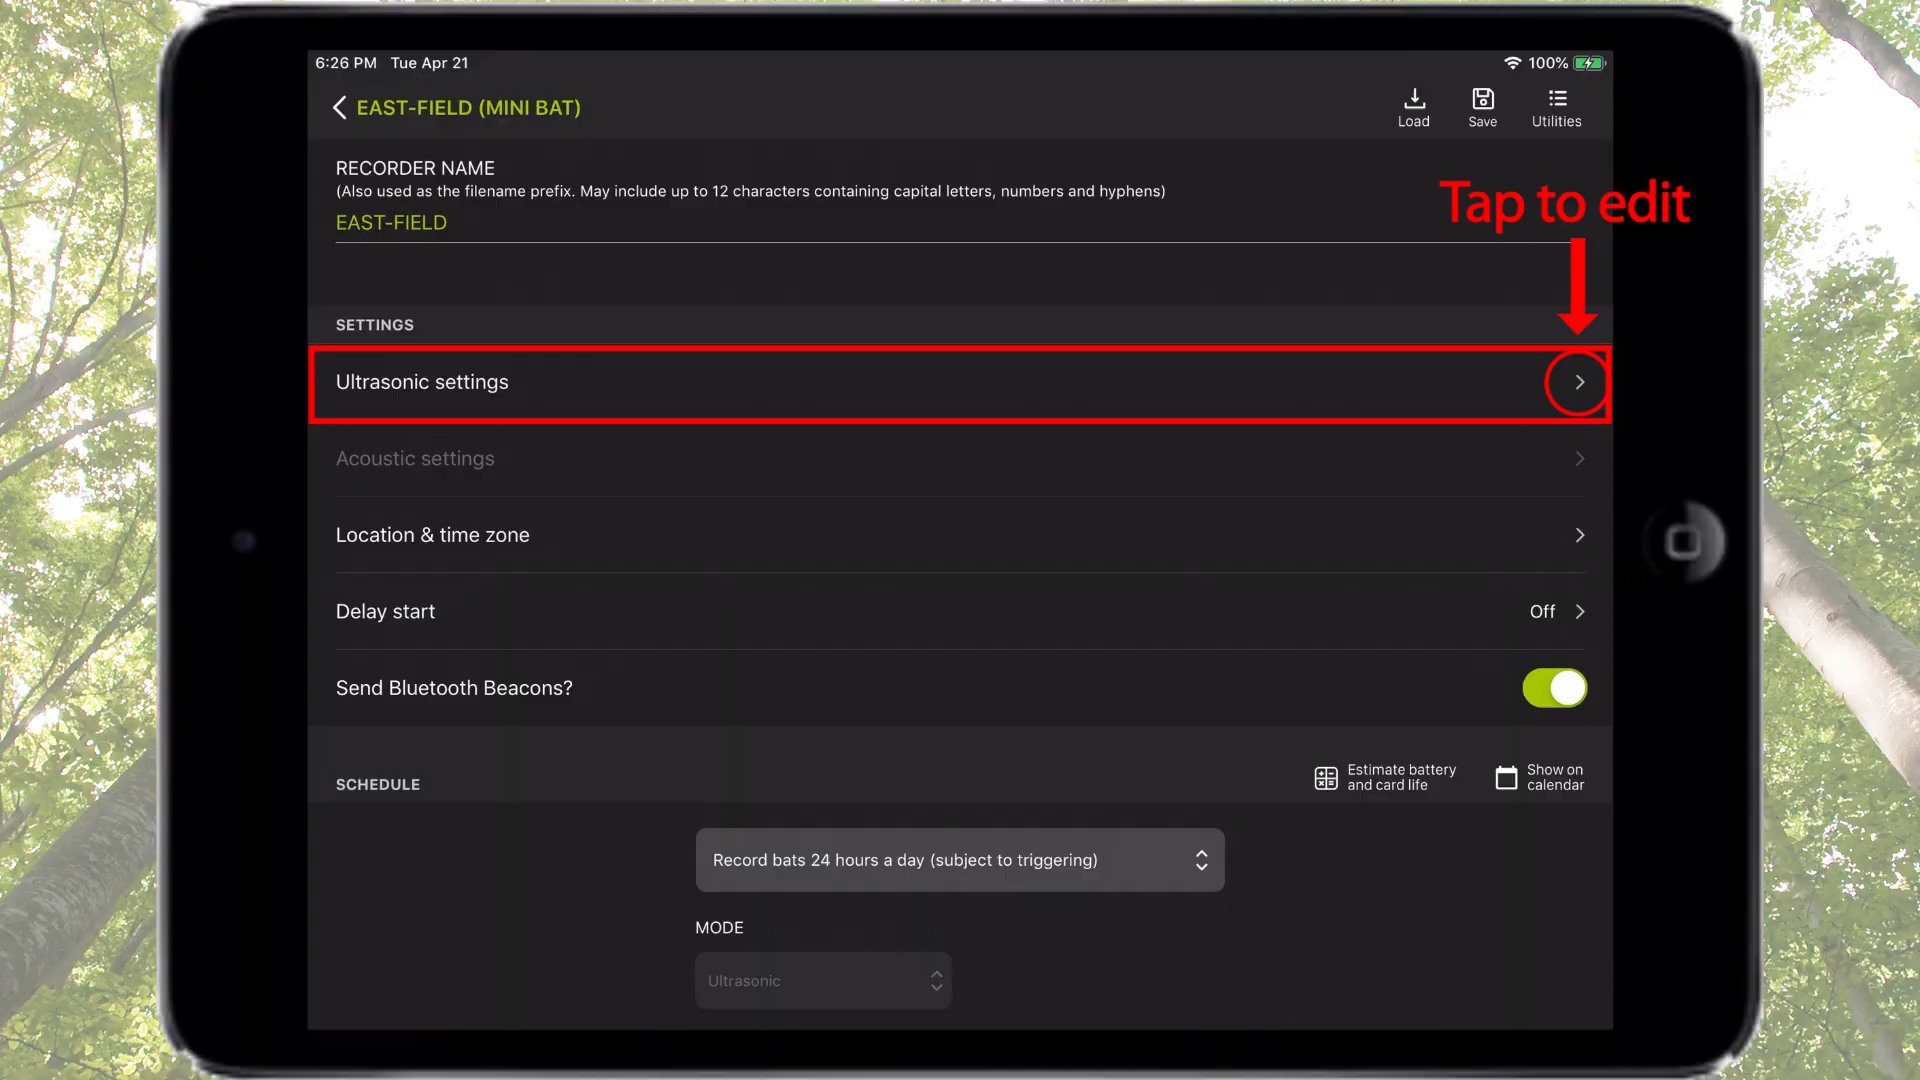 6:26 PM Tue Apr 21
100%
EAST-FIELD (MINI BAT)
Load
Save
Utilities
RECORDER NAME
(Also used as the filename prefix. May include up to 12 characters containing capital letters, numbers and hyphens)
EAST-FIELD
Tap to edit
SETTINGS
Ultrasonic settings
Acoustic settings
Location & time zone
Delay start
Off
Send Bluetooth Beacons?
SCHEDULE
Estimate battery
and card life
Show on
calendar
Record bats 24 hours a day (subject to triggering)
MODE
Ultrasonic